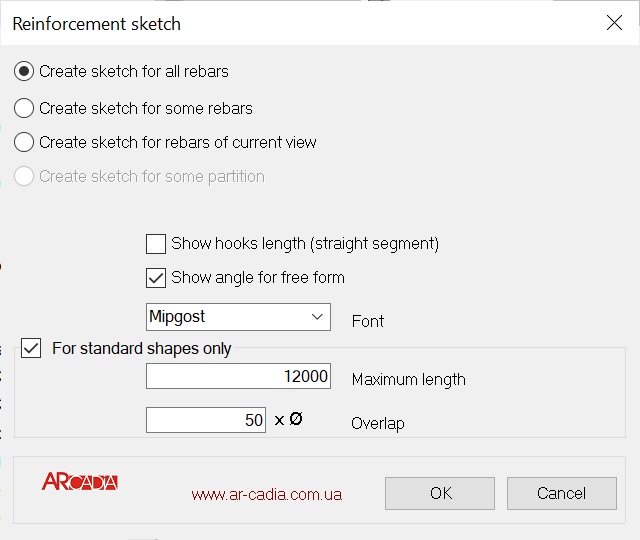 Reinforcement sketch
Create sketch for all rebars
Create sketch for some rebars
Create sketch for rebars of current view
Create sketch for some partition
Show hooks length (straight segment)
Show angle for free form
Mipgost
Font
For standard shapes only
12000
Maximum length
50 x Ø
Overlap
ARCADIA
www.ar-cadia.com.ua
OK
Cancel